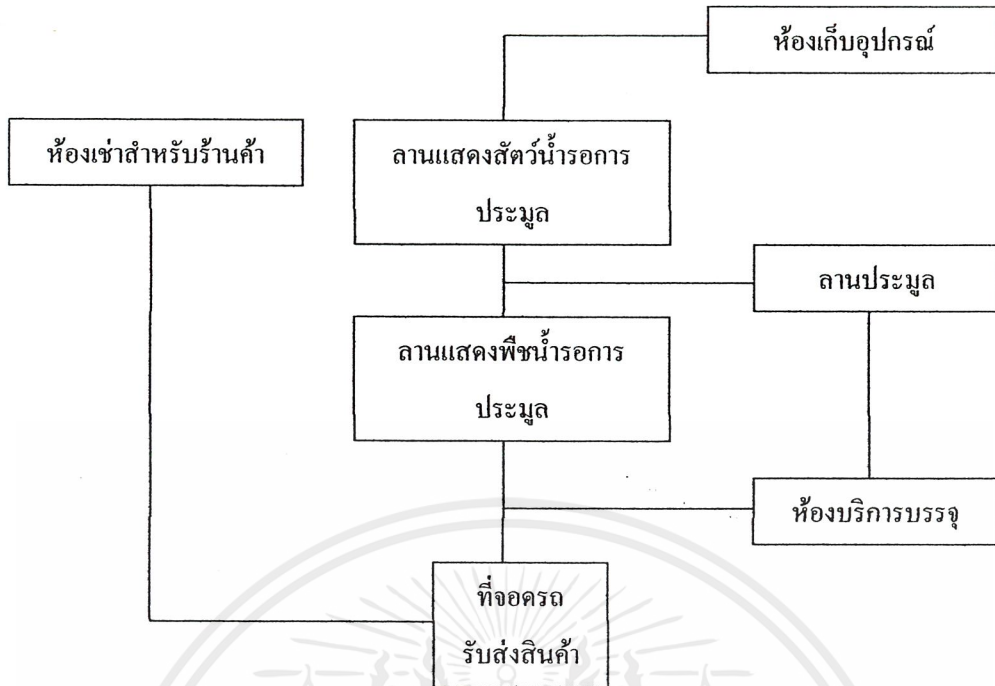 ห้องเก็บอุปกรณ์
ห้องเช่าสำหรับร้านค้า
ลานแสดงสัตว์น้ำรอการ
ประมูล
ลานประมูล
ลานแสดงพืชน้ำรอการ
ประมูล
ห้องบริการบรรจุ
ที่จอดรถ
รับส่งสินค้า